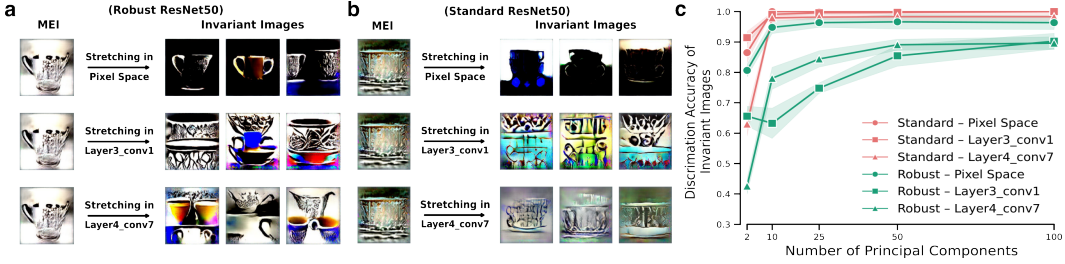 a
(Robust ResNet50)
MEI
Invariant Images
Stretching in
Pixel Space
Stretching in
Layer3_conv1
Stretching in
Layer4_conv7
b
(Standard ResNet50)
MEI
Invariant Images
Stretching in
Pixel Space
Stretching in
Layer3_conv1
Stretching in
Layer4_conv7
c
Discrimation Accuracy of
Invariant Images
1.0
0.9
0.8
0.7
0.6
0.5
0.4
0.3
Standard – Pixel Space
Standard – Layer3_conv1
Standard – Layer4_conv7
Robust – Pixel Space
Robust – Layer3_conv1
Robust – Layer4_conv7
2 10 25 50 100
Number of Principal Components